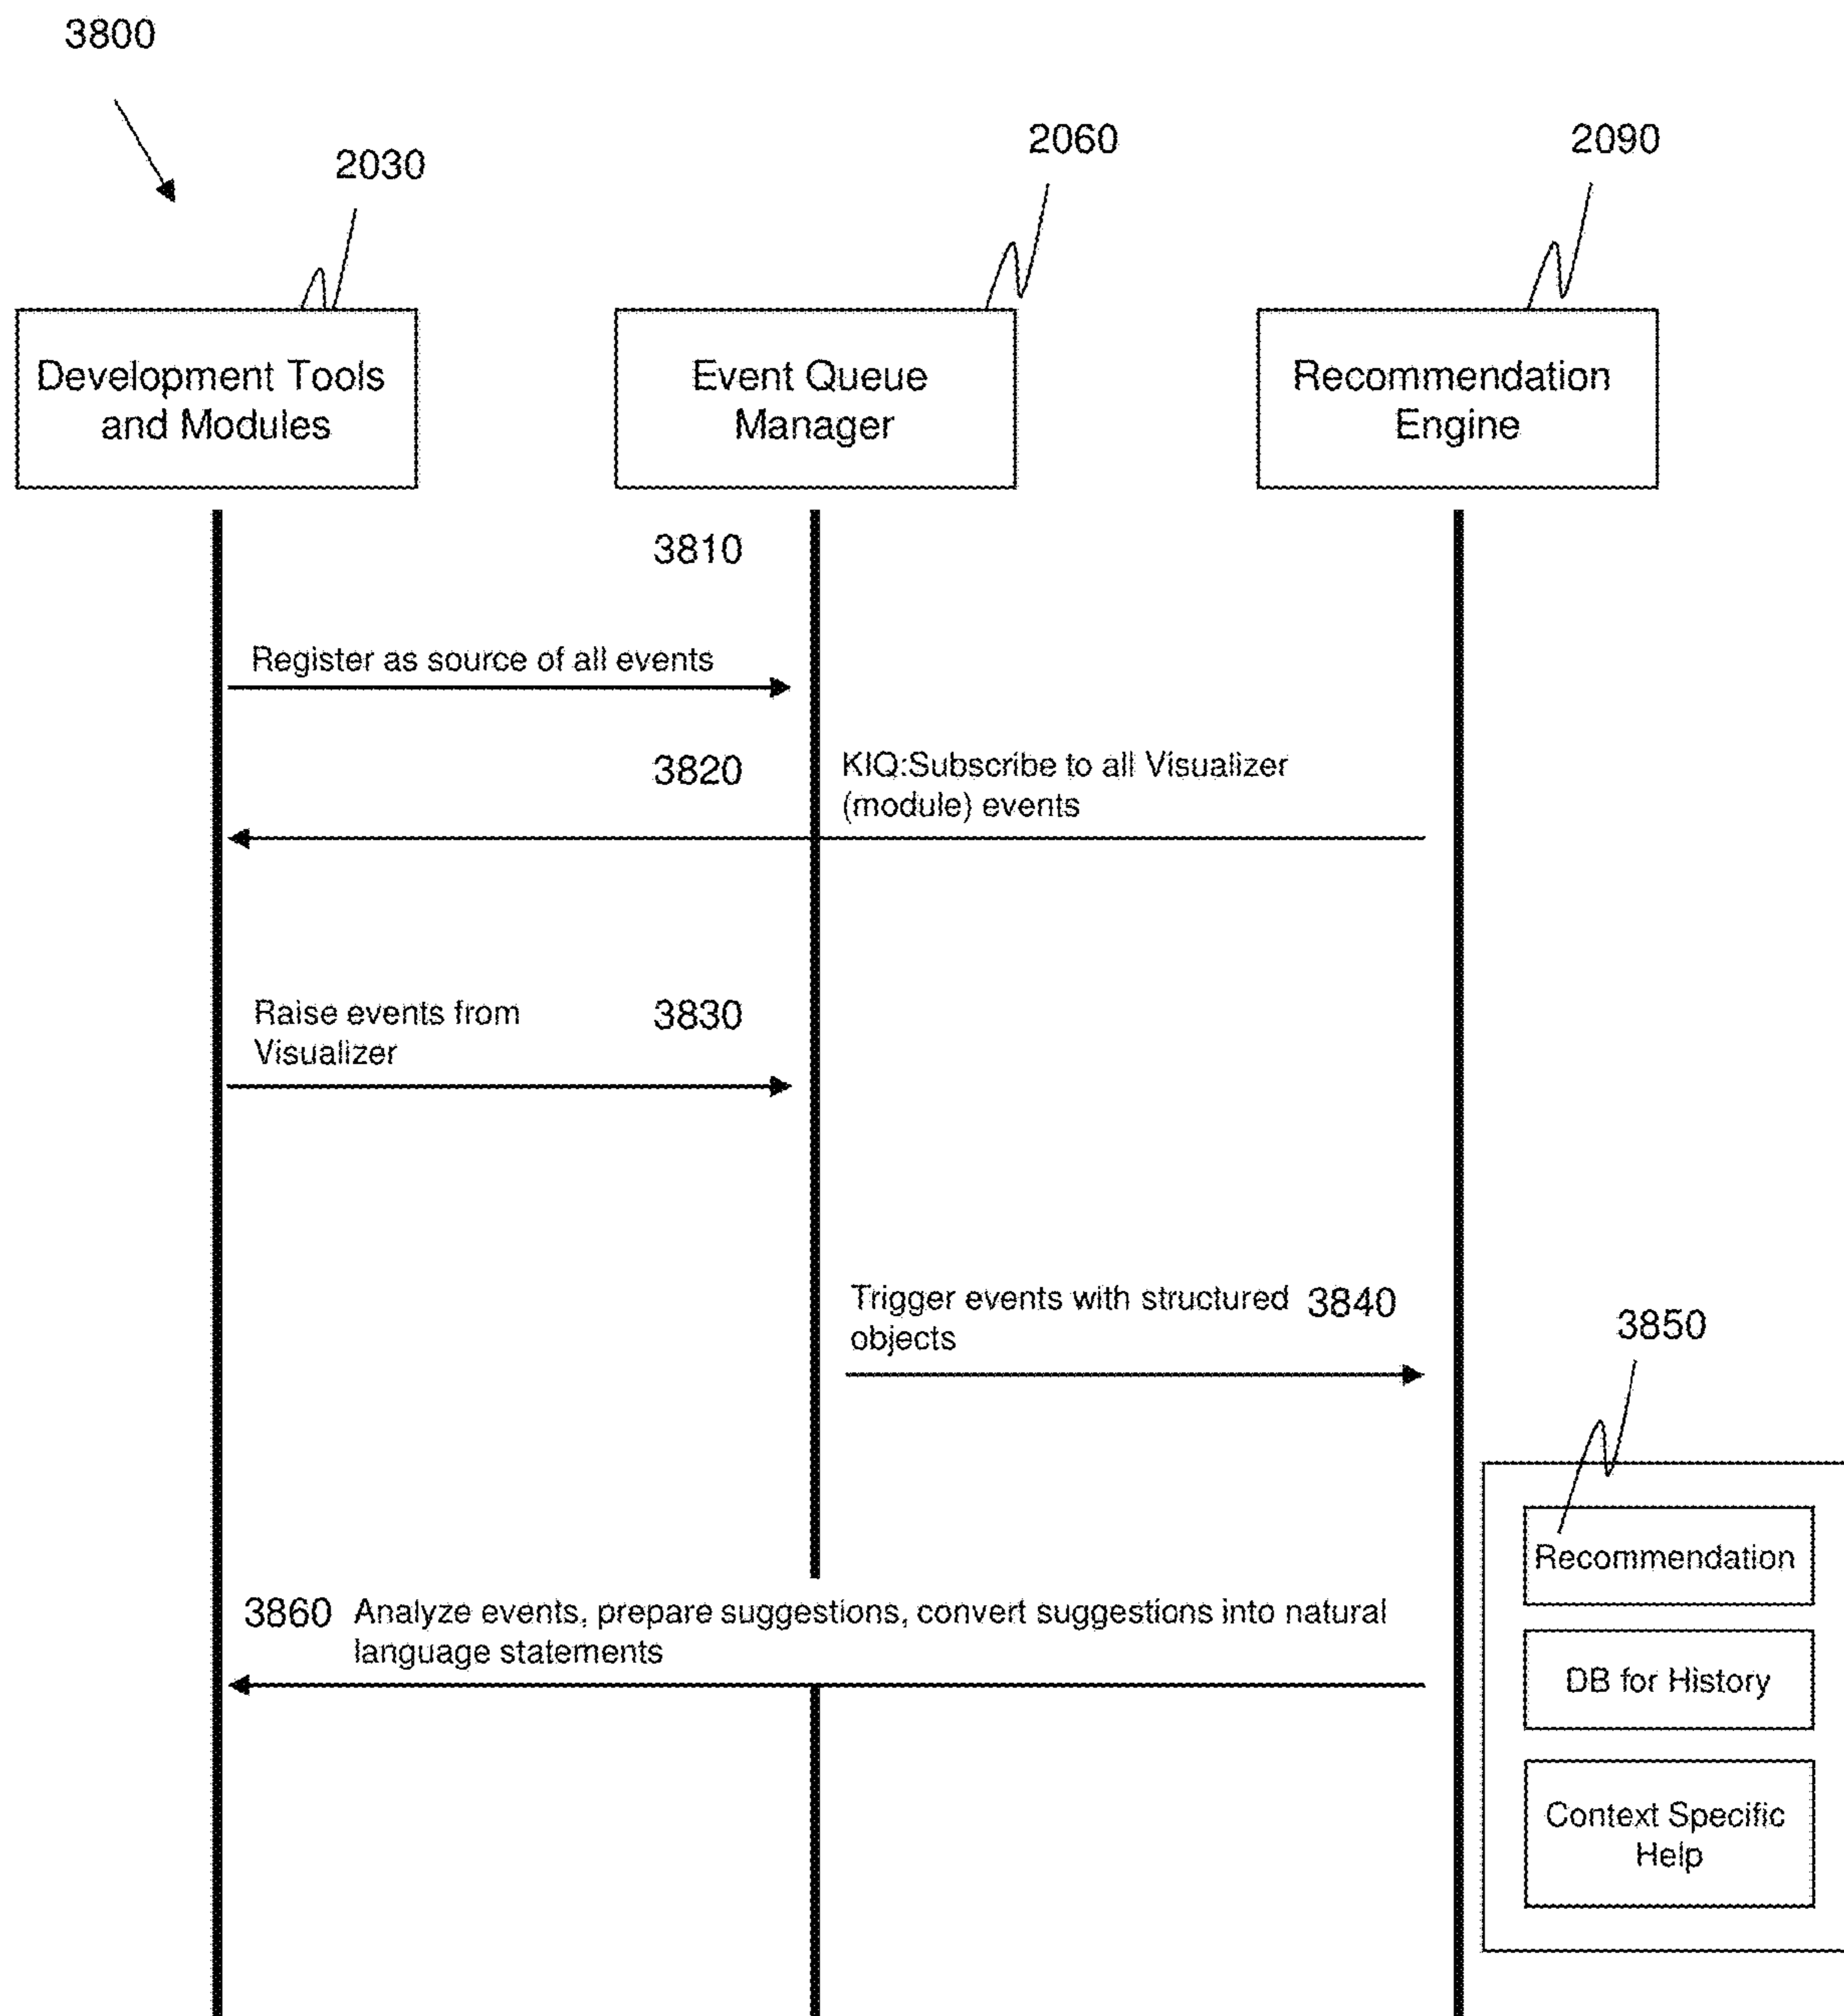 3800
2030
2060
2090
Development Tools
and Modules
Event Queue
Manager
Recommendation
Engine
3810
Register as source of all events
3820
KIQ:Subscribe to all Visualizer
(module) events
Raise events from
Visualizer
3830
Trigger events with structured
objects
3840
3850
Recommendation
3860
Analyze events, prepare suggestions, convert suggestions into natural
language statements
DB for History
Context Specific
Help